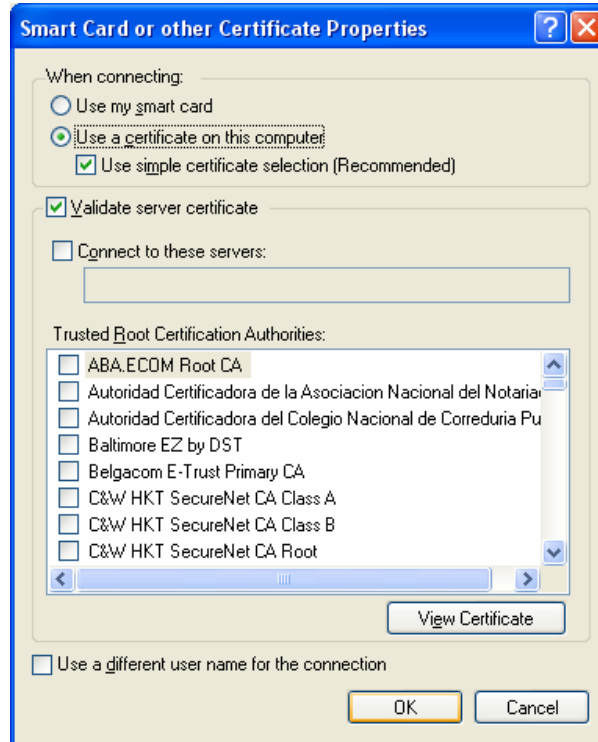 Smart Card or other Certificate Properties
When connecting:
Use my smart card
Use a certificate on this computer
Use simple certificate selection (Recommended)
Validate server certificate
Connect to these servers:
Trusted Root Certification Authorities:
ABA.ECOM Root CA
Autoridad Certificadora de la Asociacion Nacional del Notaria
Autoridad Certificadora del Colegio Nacional de Correduria Pu
Baltimore EZ by DST
Belgacom E-Trust Primary CA
C&W HKT SecureNet CA Class A
C&W HKT SecureNet CA Class B
C&W HKT SecureNet CA Root
View Certificate
Use a different user name for the connection
OK Cancel